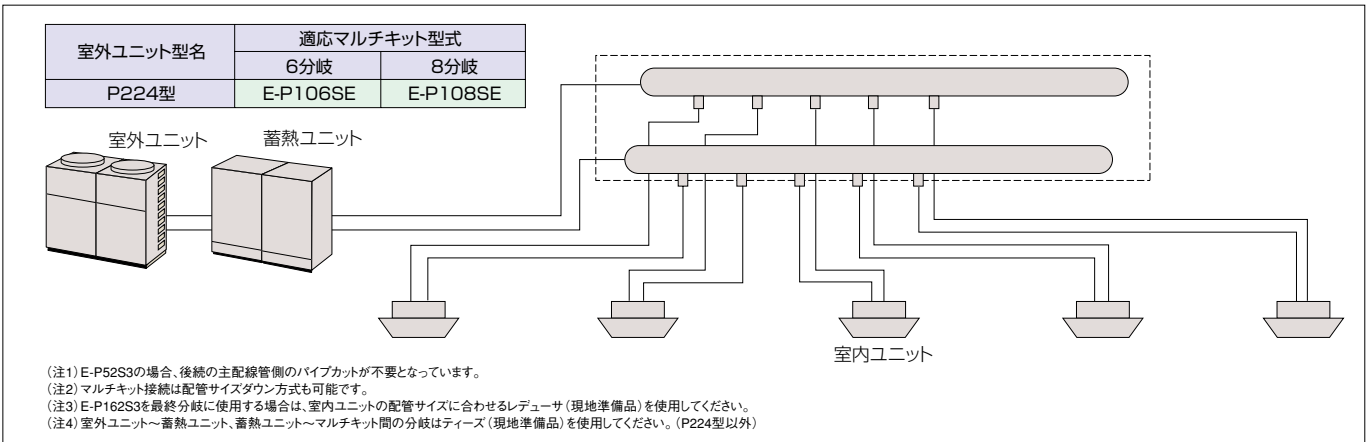 室外ユニット型名
適応マルチキット型式
6分岐
8分岐
P224型
E-P106SE
E-P108SE
室外ユニット
蓄熱ユニット
室内ユニット
(注1)E-P52S3の場合、後続の主配線管側のパイプカットが不要となっています。
(注2)マルチキット接続は配管サイズダウン方式も可能です。
(注3)E-P162S3を最終分岐に使用する場合は、室内ユニットの配管サイズに合わせるレデューサ(現地準備品)を使用してください。
(注4)室外ユニット～蓄熱ユニット、蓄熱ユニット～マルチキット間の分岐はティーズ(現地準備品)を使用してください。(P224型以外)